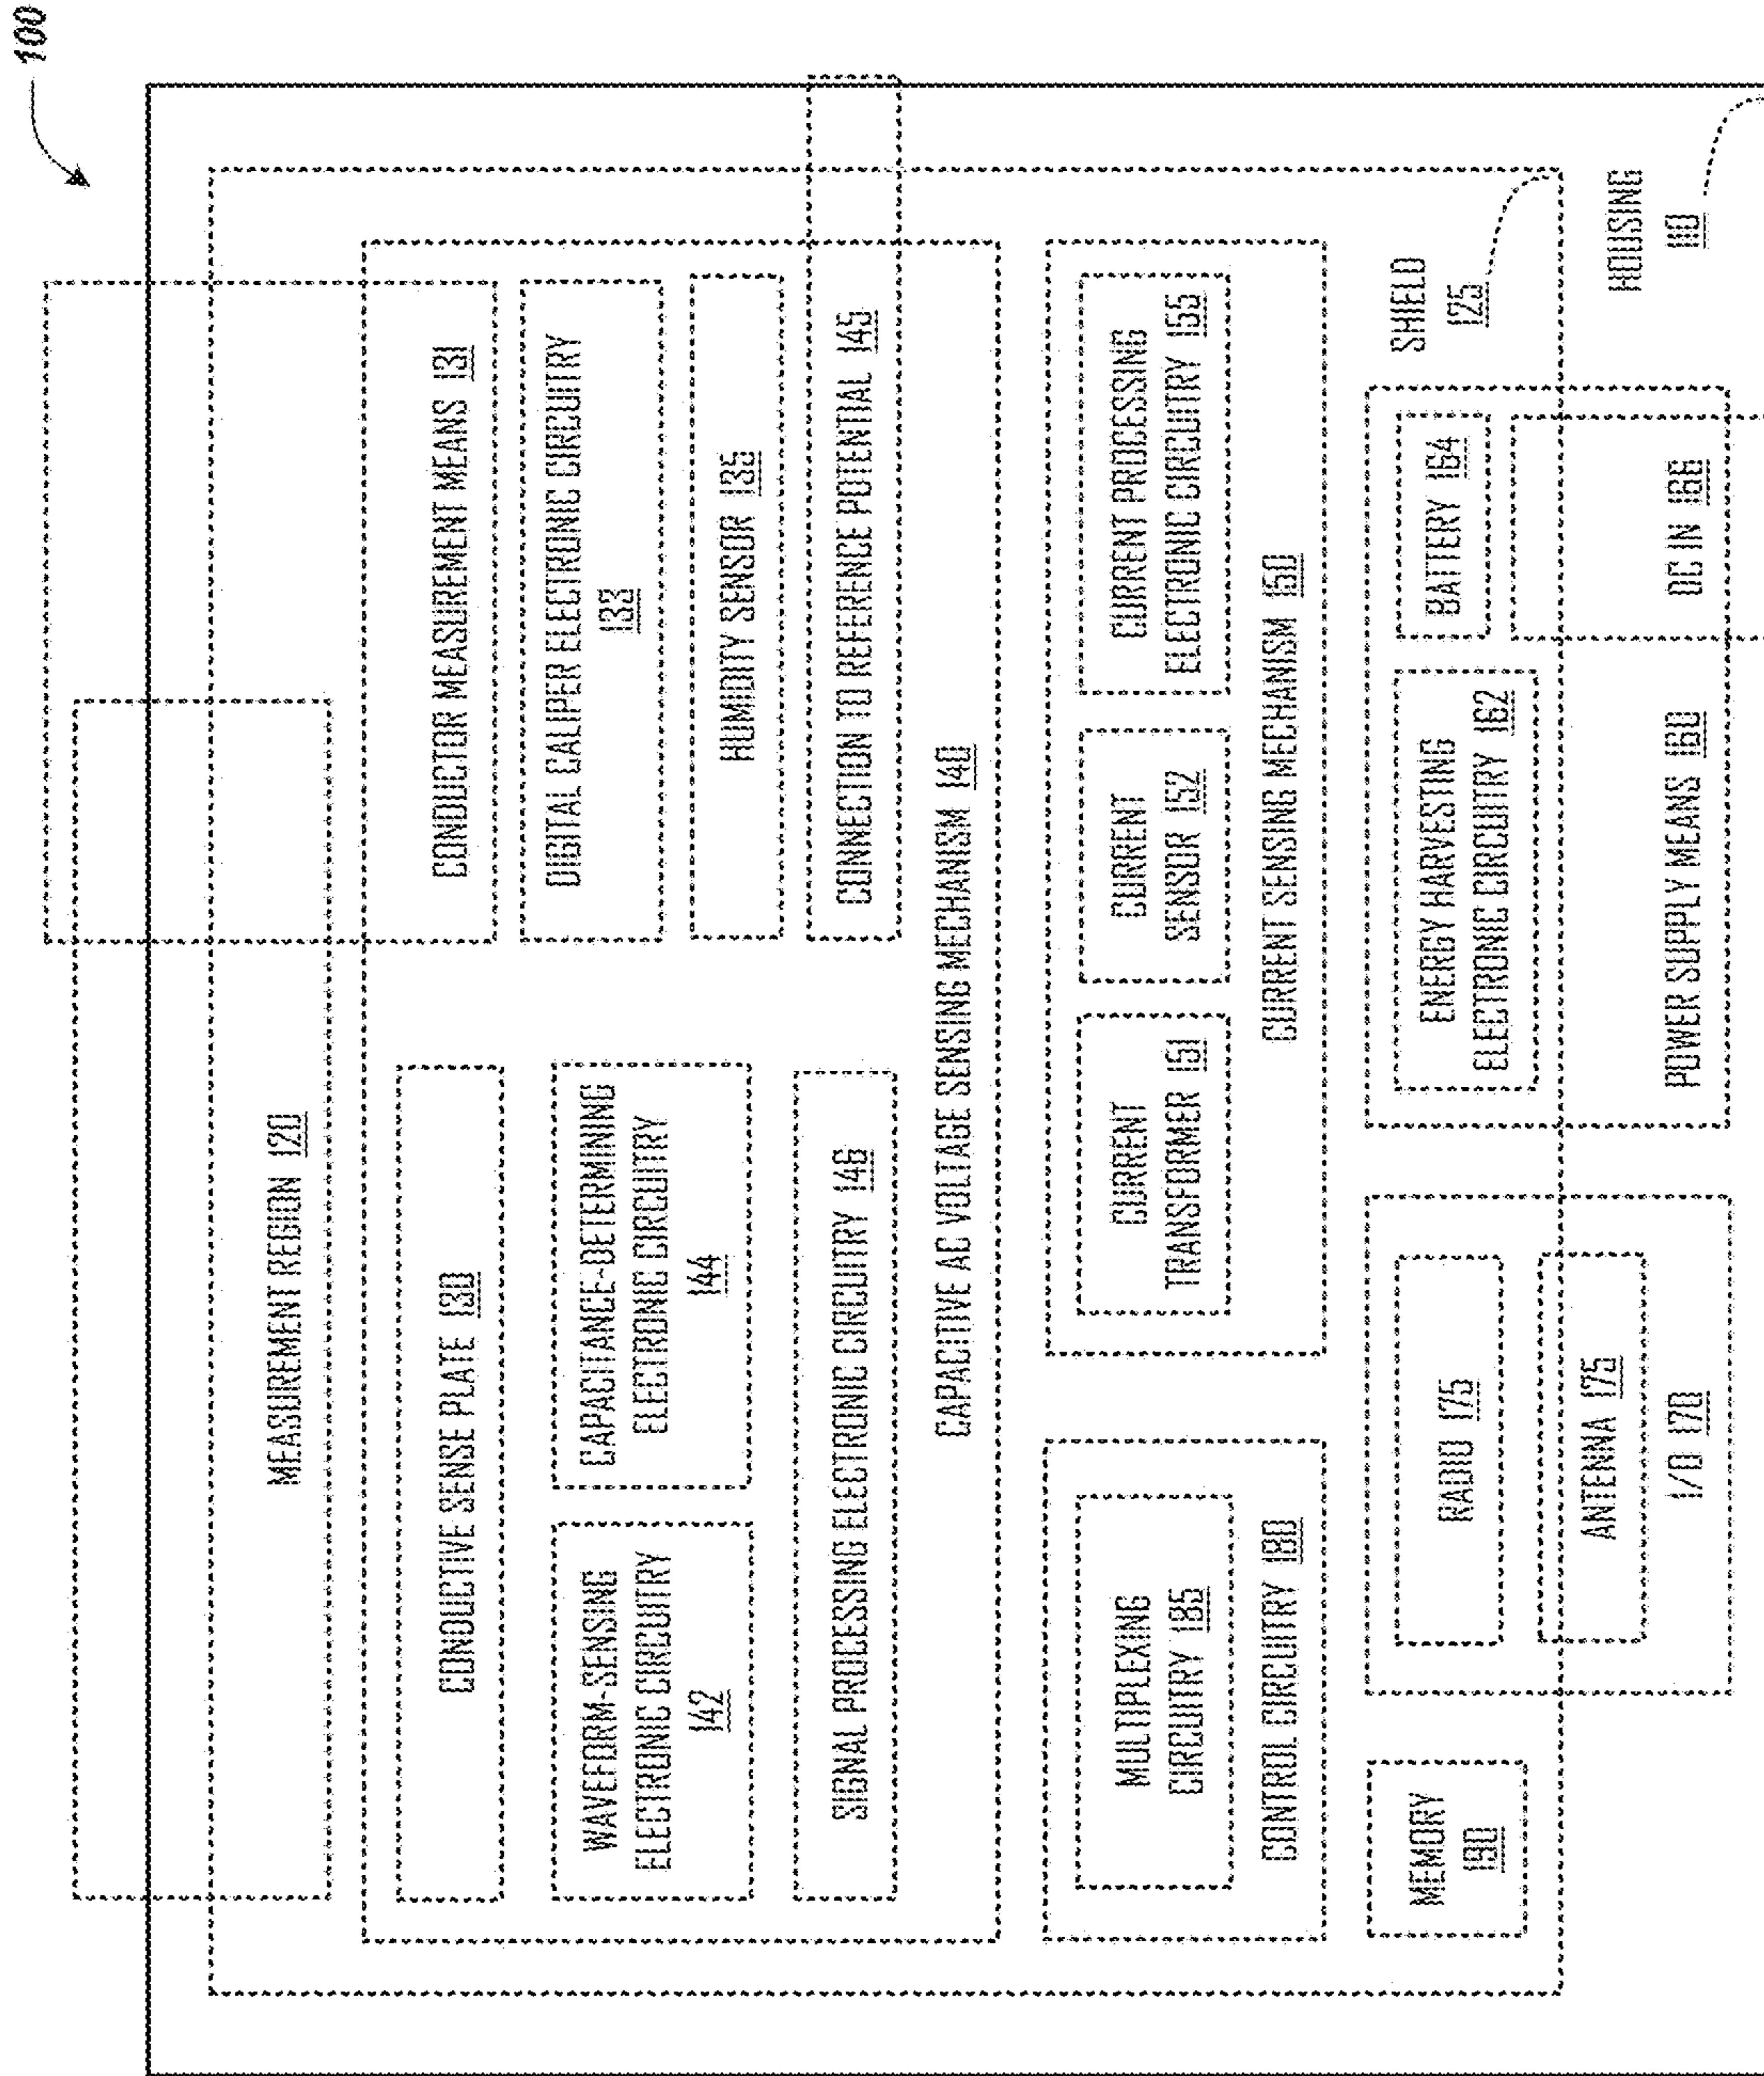 100
MEASUREMENT REGION 120
CONDUCTIVE SENSE PLATE 130
CONDUCTOR MEASUREMENT MEANS 131
WAVEFORM-SENSING
ELECTRONIC CIRCUITRY
142
CAPACITANCE-DETERMINING
ELECTRONIC CIRCUITRY
144
DIGITAL CALIPER ELECTRONIC CIRCUITRY
133
HUMIDITY SENSOR 135
SIGNAL PROCESSING ELECTRONIC CIRCUITRY 146
CONNECTION TO REFERENCE POTENTIAL 145
CAPACITIVE AC VOLTAGE SENSING MECHANISM 140
MULTIPLEXING
CIRCUITRY 185
CONTROL CIRCUITRY 180
CURRENT
TRANSFORMER 151
CURRENT
SENSOR 152
CURRENT PROCESSING
ELECTRONIC CIRCUITRY 155
CURRENT SENSING MECHANISM 150
MEMORY
190
RADIO 175
ANTENNA 175
I/O 170
ENERGY HARVESTING
ELECTRONIC CIRCUITRY 162
BATTERY 164
DC IN 166
POWER SUPPLY MEANS 160
SHIELD
125
HOUSING
110